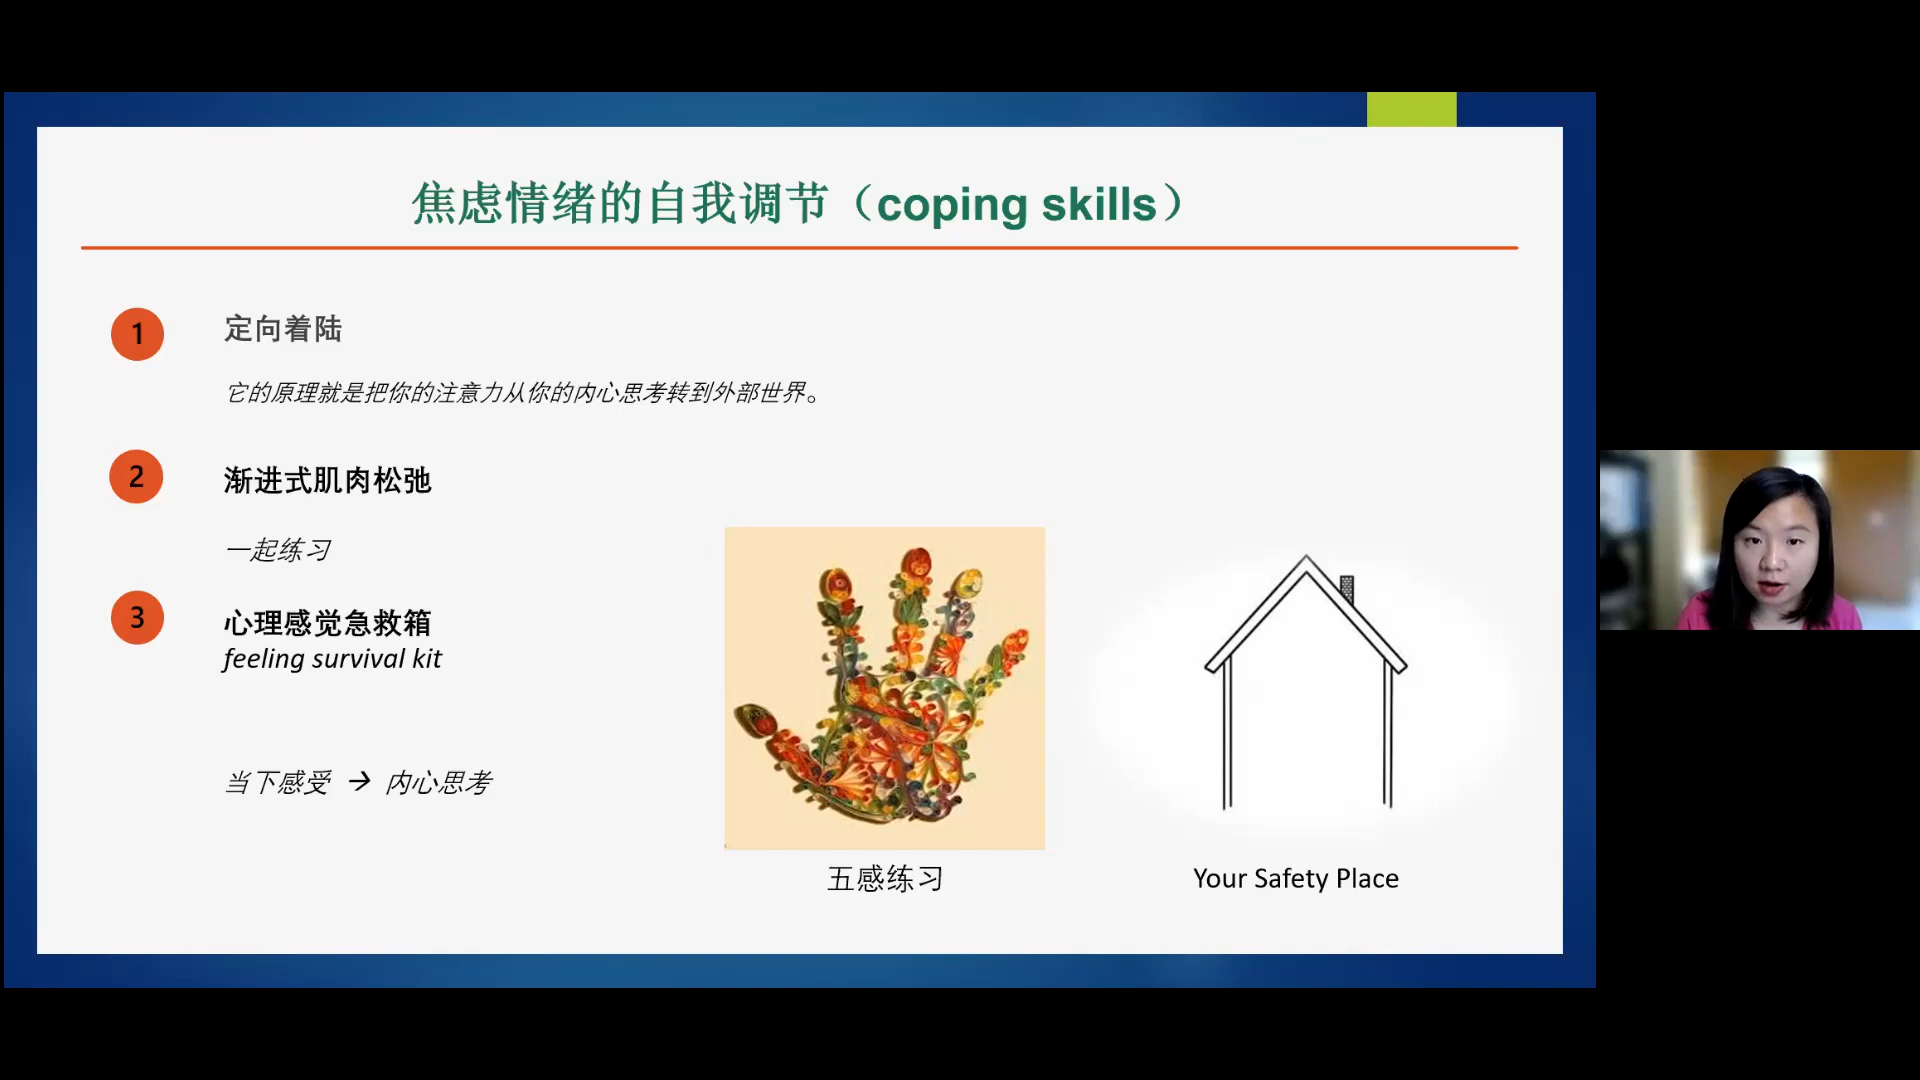 焦虑情绪的自我调节（coping skills）
1
定向着陆
它的原理就是把你的注意力从你的内心思考转到外部世界。
2
渐进式肌肉松弛
一起练习
3
心理感觉急救箱
feeling survival kit
当下感受 → 内心思考
五感练习
Your Safety Place